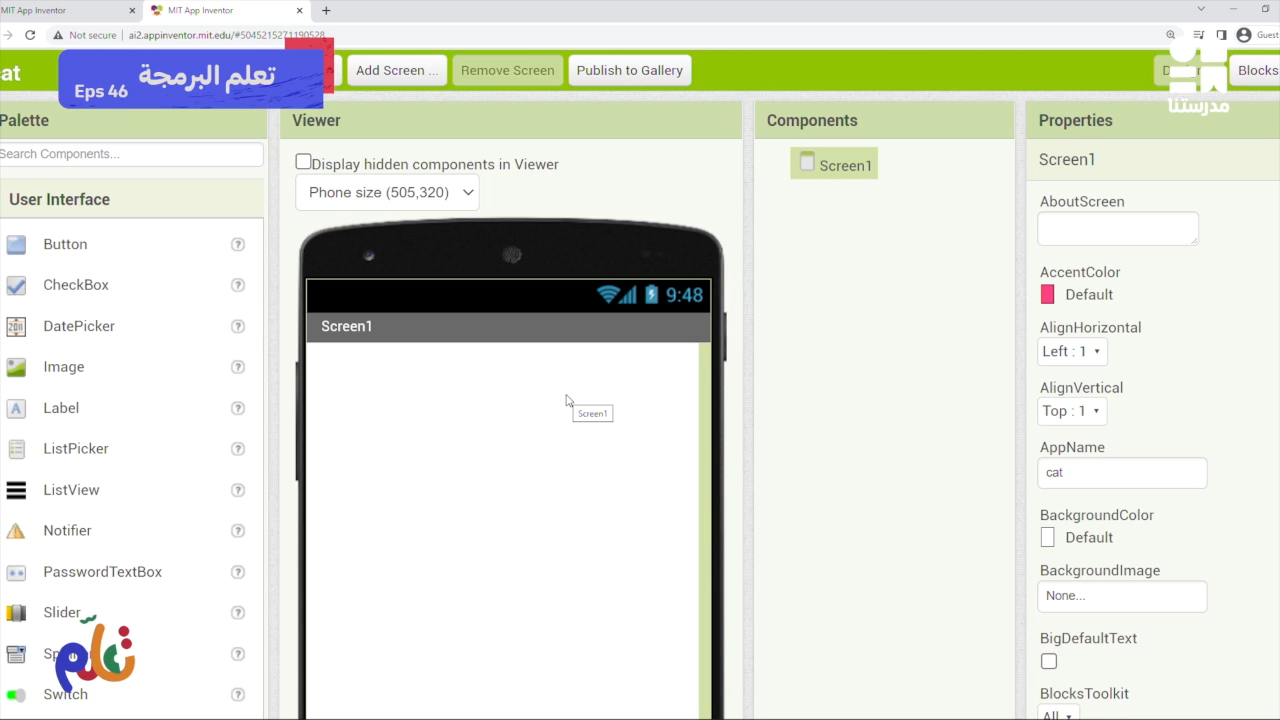 MIT App Inventor
MIT App Inventor
Not secure
ai2.appinventor.mit.edu/#5045215271190528
Guest
cat
تعلم البرمجة
Eps 46
Add Screen ...
Remove Screen
Publish to Gallery
Blocks
مدرستنا
Palette
Viewer
Components
Properties
Search Components...
User Interface
Button
CheckBox
DatePicker
Image
Label
ListPicker
ListView
Notifier
PasswordTextBox
Slider
Switch
Display hidden components in Viewer
Phone size (505,320)
9:48
Screen1
Screen1
Screen1
Screen1
AboutScreen
AccentColor
Default
AlignHorizontal
Left : 1
AlignVertical
Top : 1
AppName
cat
BackgroundColor
Default
BackgroundImage
None...
BigDefaultText
BlocksToolkit
All